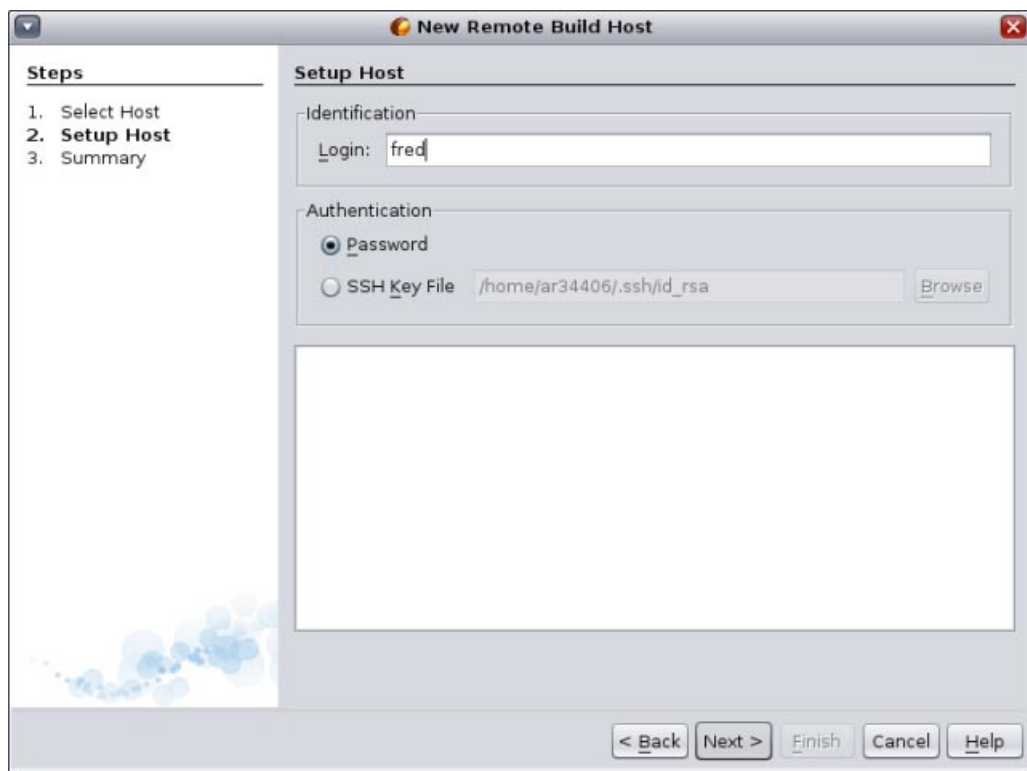 New Remote Build Host
Steps
1. Select Host
2. Setup Host
3. Summary
Setup Host
Identification
Login: fred
Authentication
Password
SSH Key File /home/ar34406/.ssh/id_rsa Browse
< Back Next > Finish Cancel Help